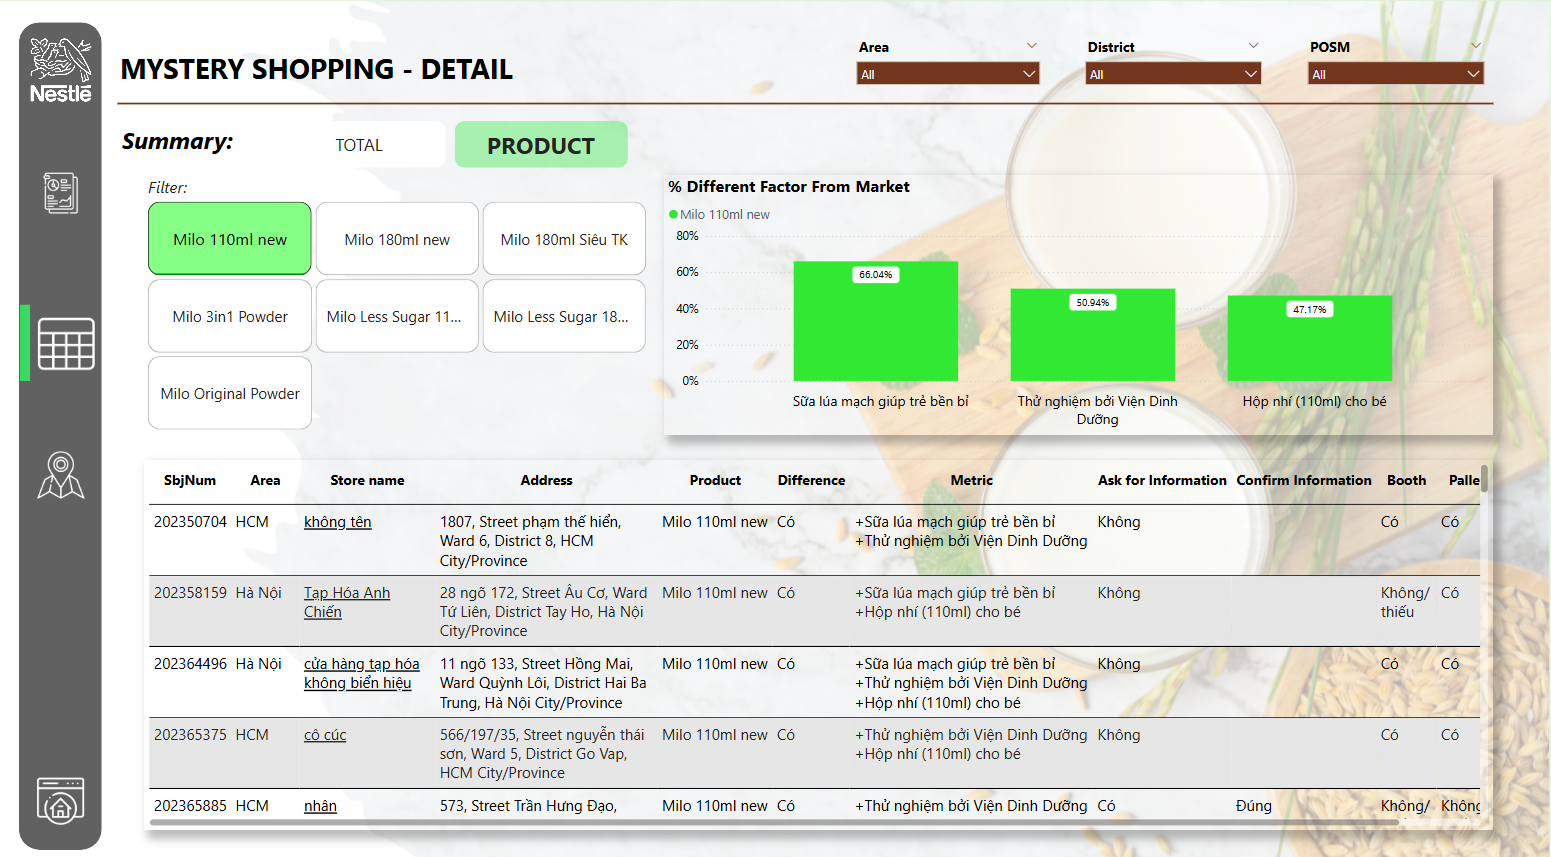 Nestlé
MYSTERY SHOPPING - DETAIL
Area
District
POSM
All
All
All
Summary:
TOTAL
PRODUCT
Filter:
Milo 110ml new
Milo 180ml new
Milo 180ml Siêu TK
Milo 3in1 Powder
Milo Less Sugar 11...
Milo Less Sugar 18...
Milo Original Powder
% Different Factor From Market
Milo 110ml new
80%
60%
40%
20%
0%
66.04%
50.94%
47.17%
Sữa lúa mạch giúp trẻ bền bỉ
Thử nghiệm bởi Viện Dinh
Dưỡng
Hộp nhí (110ml) cho bé
SbjNum Area Store name Address Product Difference Metric Ask for Information Confirm Information Booth Palle
202350704 HCM không tên 1807, Street phạm thế hiển, Milo 110ml new Có +Sữa lúa mạch giúp trẻ bền bỉ Không Có Có
Ward 6, District 8, HCM +Thử nghiệm bởi Viện Dinh Dưỡng
City/Province
202358159 Hà Nội Tạp Hóa Anh 28 ngõ 172, Street Âu Cơ, Ward Milo 110ml new Có +Sữa lúa mạch giúp trẻ bền bỉ Không Không/ Có
Chiến Tứ Liên, District Tay Ho, Hà Nội +Hộp nhí (110ml) cho bé thiếu
City/Province
202364496 Hà Nội cửa hàng tạp hóa 11 ngõ 133, Street Hồng Mai, Milo 110ml new Có +Sữa lúa mạch giúp trẻ bền bỉ Không Có Có
không biển hiệu Ward Quỳnh Lôi, District Hai Ba +Thử nghiệm bởi Viện Dinh Dưỡng
Trung, Hà Nội City/Province +Hộp nhí (110ml) cho bé
202365375 HCM cô cúc 566/197/35, Street nguyễn thái Milo 110ml new Có +Thử nghiệm bởi Viện Dinh Dưỡng Không Có Có
sơn, Ward 5, District Go Vap, +Hộp nhí (110ml) cho bé
HCM City/Province
202365885 HCM nhân 573, Street Trần Hưng Đạo, Milo 110ml new Có +Thử nghiệm bởi Viện Dinh Dưỡng Có Đúng Không/ Không